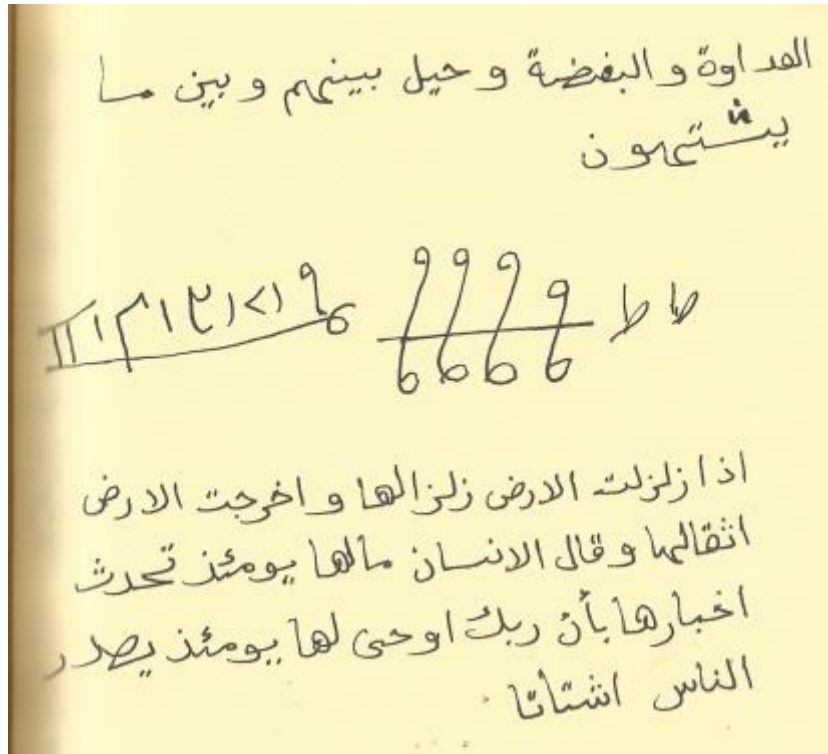 العداوة والبغضة وحيل بينهم وبين ما
يشتهون
ط ط
اذا زلزلت الارض زلزالها واخرجت الارض
اثقالها وقال الانسان مالها يومئذ تحدث
اخبارها بأن ربك اوحى لها يومئذ يصدر
الناس اشتاتا